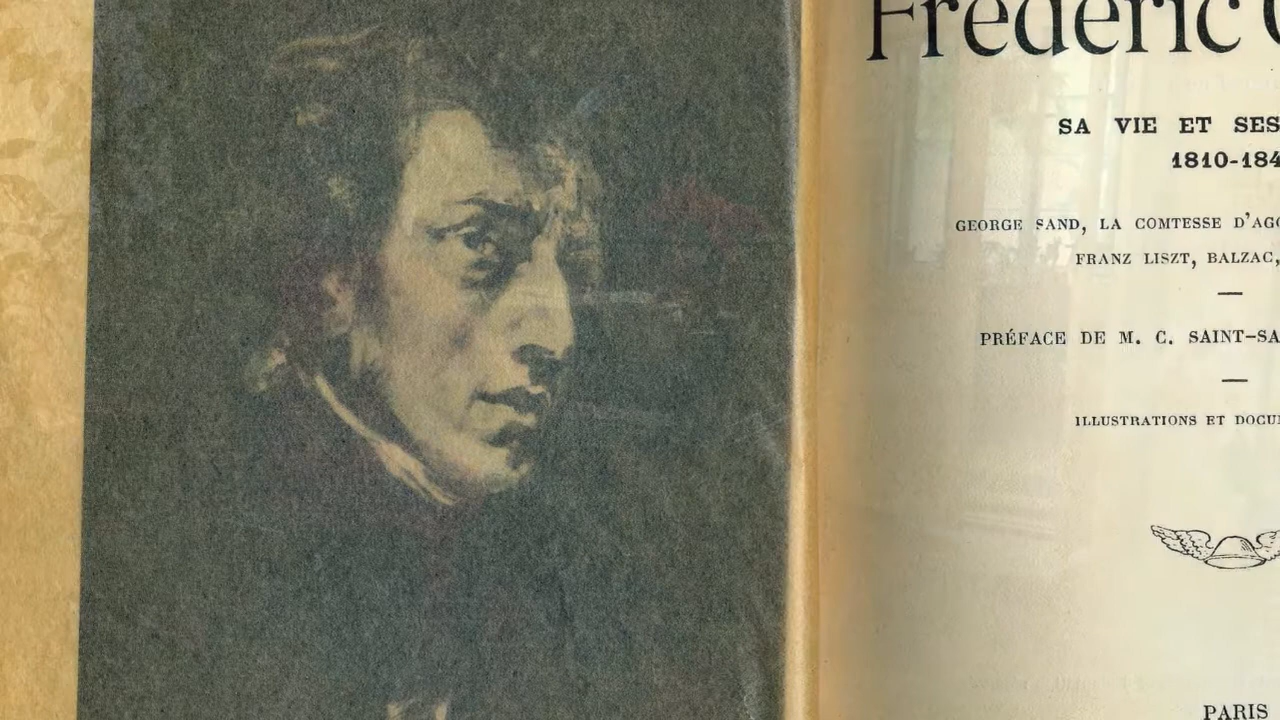 Frédéric C
SA VIE ET SES
1810-184
GEORGE SAND, LA COMTESSE D'AGO
FRANZ LISZT, BALZAC,
PRÉFACE DE M. C. SAINT-SA
ILLUSTRATIONS ET DOCU
PARIS